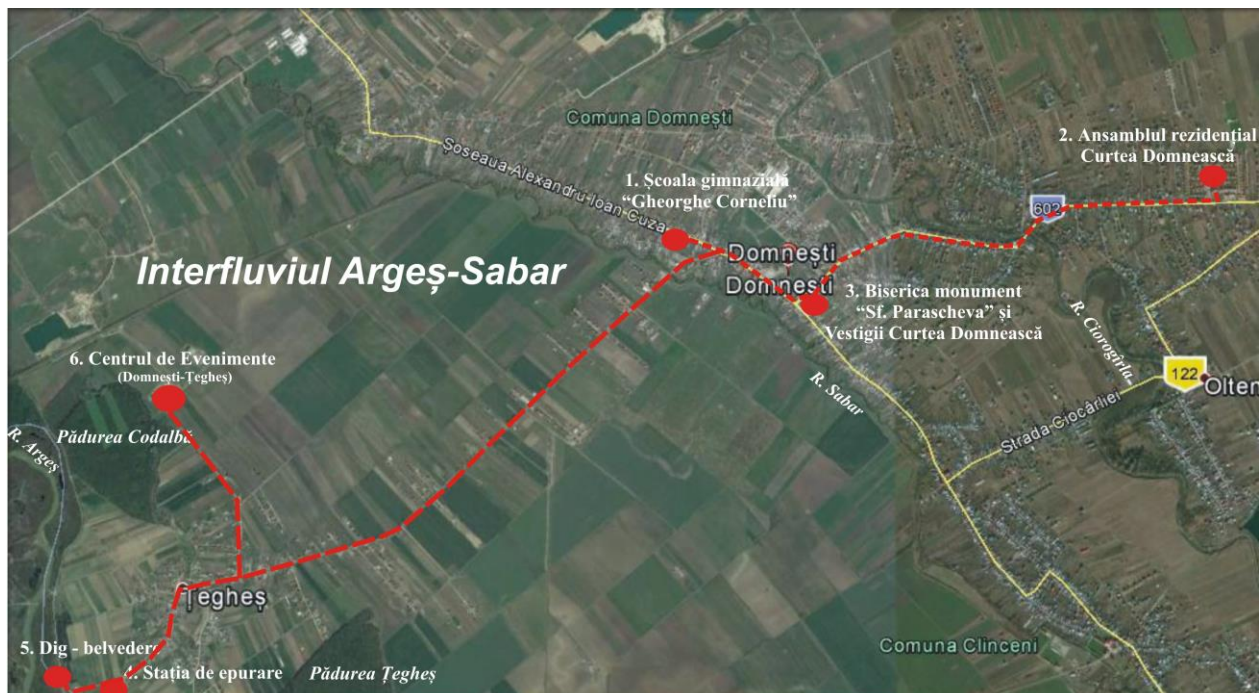 Comuna Domnești
2. Ansamblul rezidențial
Curtea Domnească
Șoseaua Alexandru-Ioan Cuza
1. Școala gimnazială
“Gheorghe Corneliu”
602
Domnești
Domnești
Interfluviul Argeș-Sabar
3. Biserica monument
“Sf. Parascheva” și
Vestigii Curtea Domnească
R. Ciorogîrla
6. Centrul de Evenimente
(Domnești-Țegheș)
R. Sabar
122
Olten
R. Argeș
Pădurea Codalbă
Strada Ciocârliei
Țegheș
5. Dig - belvedere
Comuna Clinceni
4. Stația de epurare
Pădurea Țegheș